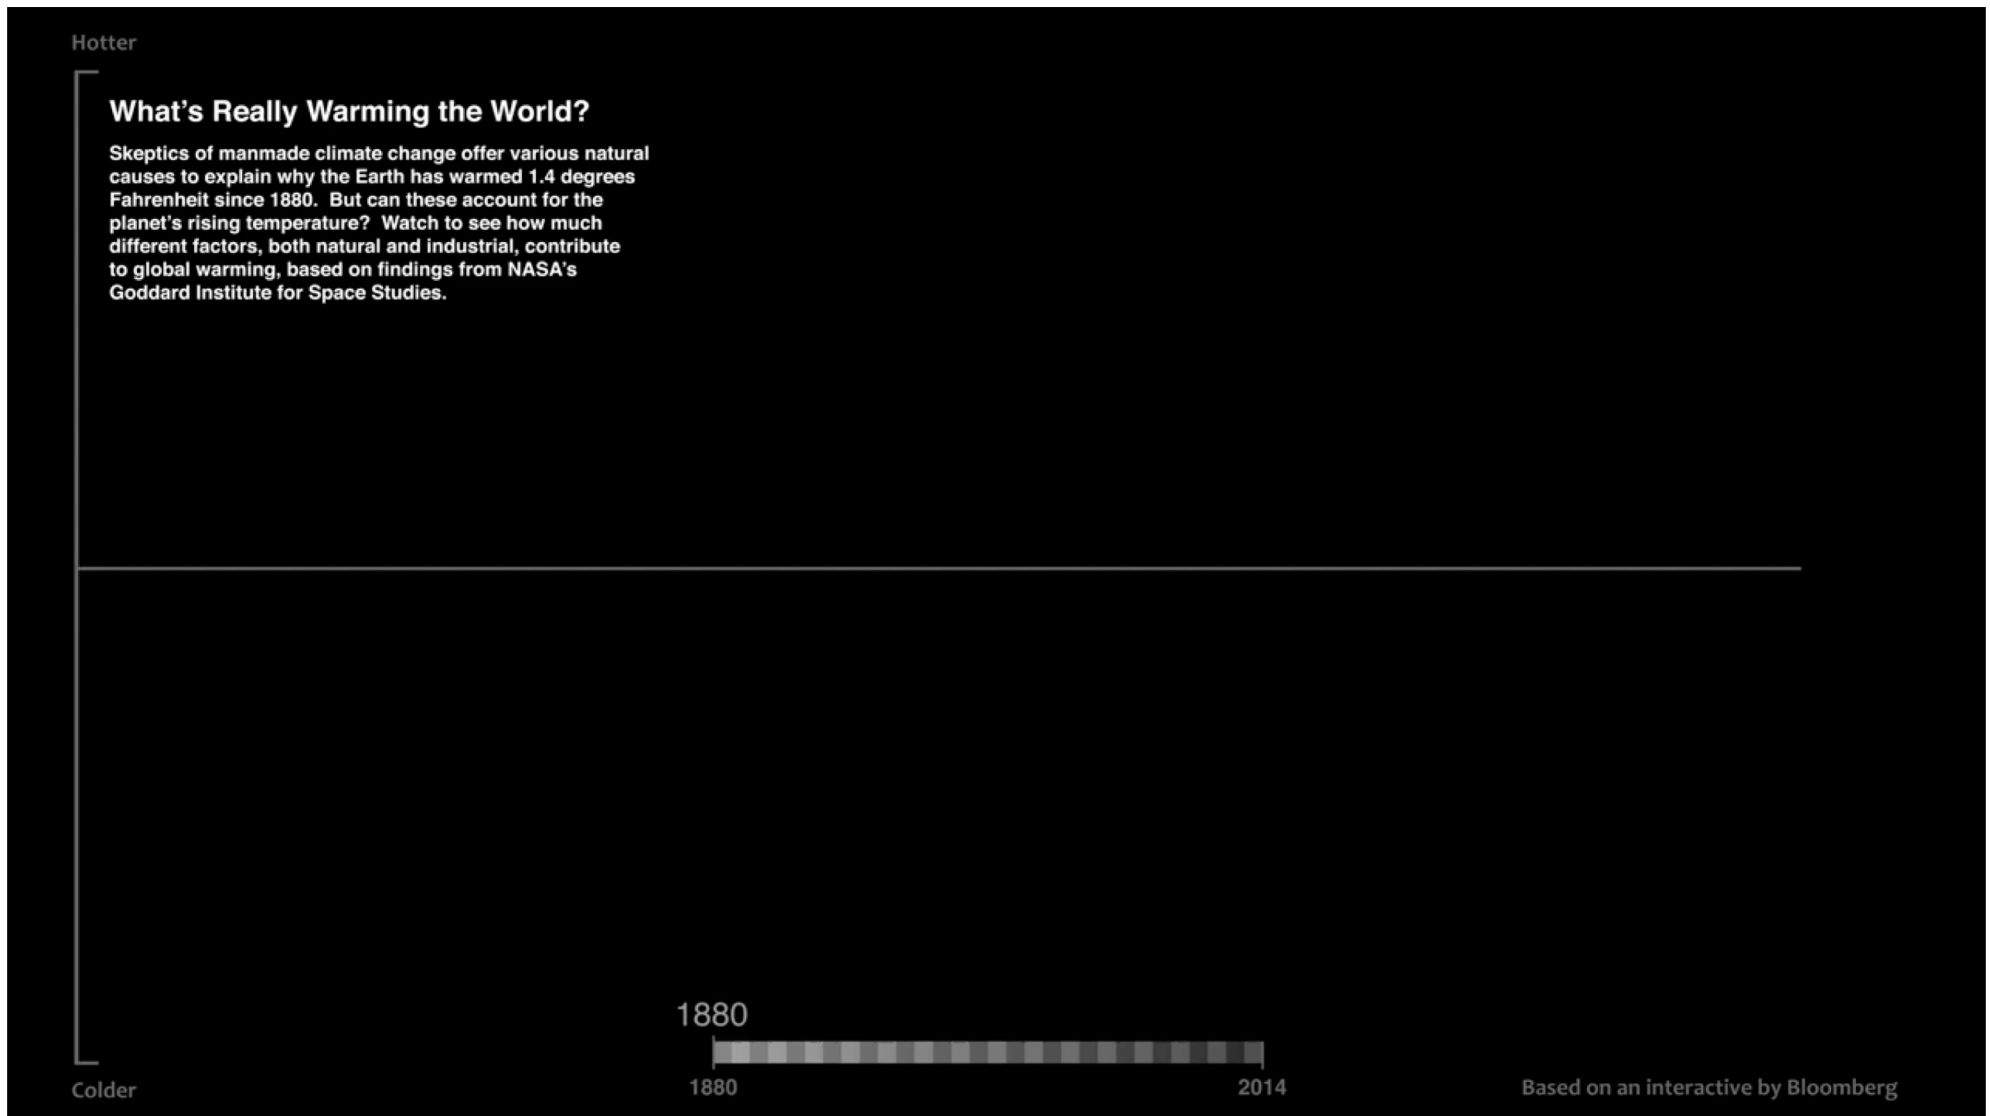 Hotter
What’s Really Warming the World?
Skeptics of manmade climate change offer various natural
causes to explain why the Earth has warmed 1.4 degrees
Fahrenheit since 1880.  But can these account for the
planet’s rising temperature?  Watch to see how much
different factors, both natural and industrial, contribute
to global warming, based on findings from NASA’s
Goddard Institute for Space Studies.
1880
1880 2014
Colder
Based on an interactive by Bloomberg